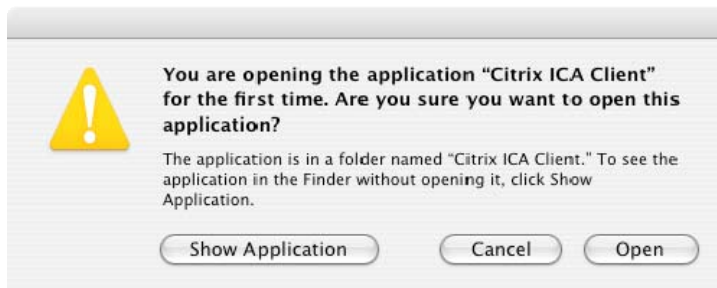 You are opening the application “Citrix ICA Client”
for the first time. Are you sure you want to open this
application?
The application is in a folder named “Citrix ICA Client.” To see the
application in the Finder without opening it, click Show
Application.
Show Application Cancel Open